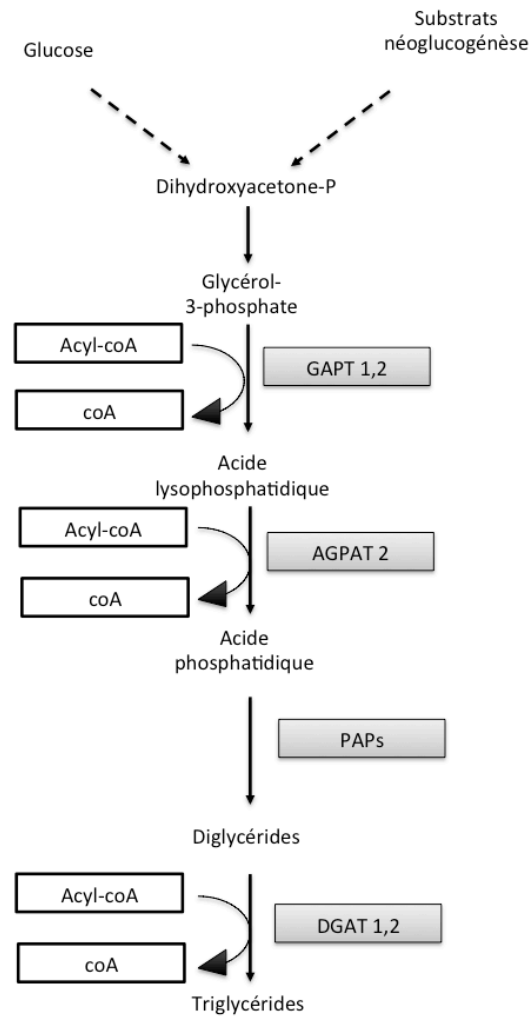 Substrats
néoglucogénèse
Glucose
Dihydroxyacetone-P
Glycérol-
3-phosphate
Acyl-coA
GAPT 1,2
coA
Acide
lysophosphatidique
Acyl-coA
AGPAT 2
coA
Acide
phosphatidique
PAPs
Diglycérides
Acyl-coA
DGAT 1,2
coA
Triglycérides